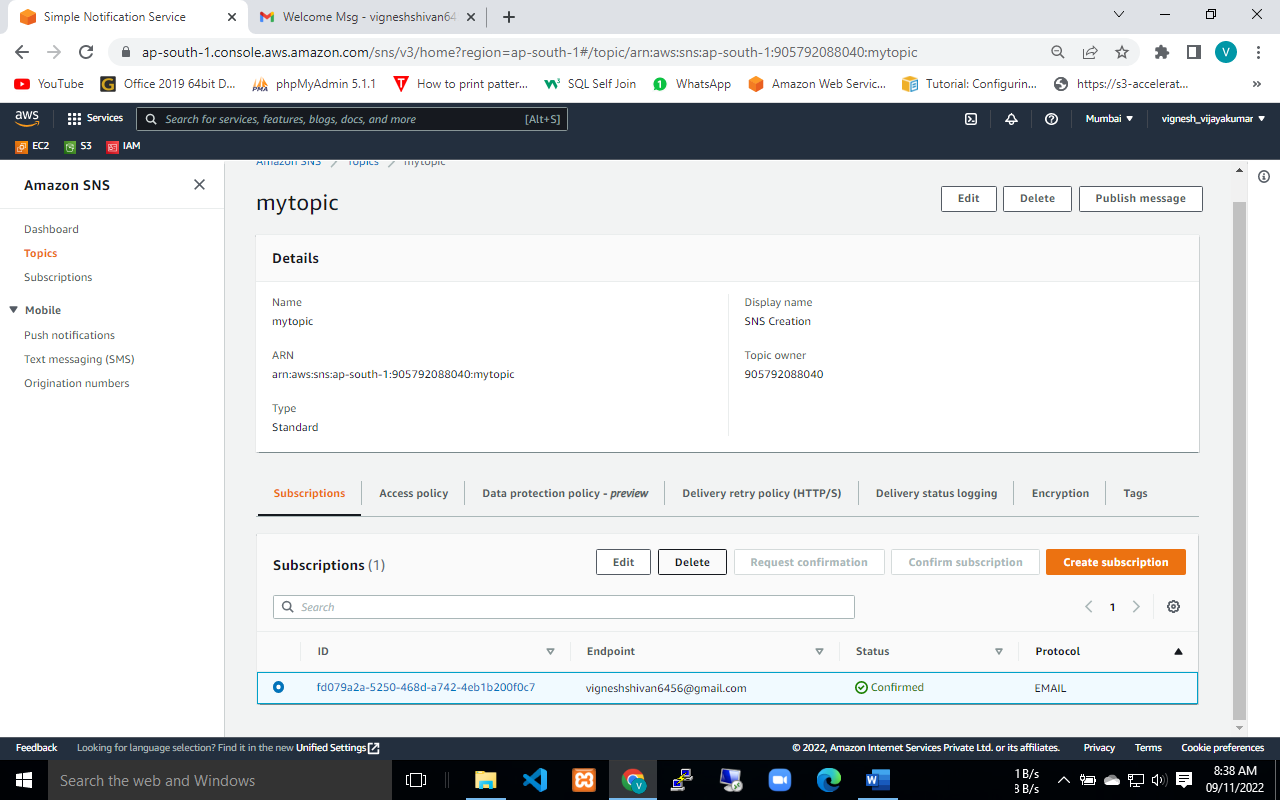 Simple Notification Service
Welcome Msg - vigneshshivan64
ap-south-1.console.aws.amazon.com/sns/v3/home?region=ap-south-1#/topic/arn:aws:sns:ap-south-1:905792088040:mytopic
V
YouTube
Office 2019 64bit D...
phpMyAdmin 5.1.1
How to print patter...
SQL Self Join
WhatsApp
Amazon Web Servic...
Tutorial: Configurin...
https://s3-accelerat...
aws
Services
Search for services, features, blogs, docs, and more
[Alt+S]
Mumbai
vignesh_vijayakumar
EC2
S3
IAM
Amazon SNS
Dashboard
Topics
Subscriptions
Mobile
Push notifications
Text messaging (SMS)
Origination numbers
Amazon SNS
Topics
mytopic
mytopic
Edit
Delete
Publish message
Details
Name
mytopic
ARN
arn:aws:sns:ap-south-1:905792088040:mytopic
Type
Standard
Display name
SNS Creation
Topic owner
905792088040
Subscriptions
Access policy
Data protection policy - preview
Delivery retry policy (HTTP/S)
Delivery status logging
Encryption
Tags
Subscriptions (1)
Edit
Delete
Request confirmation
Confirm subscription
Create subscription
Search
1
ID
Endpoint
Status
Protocol
fd079a2a-5250-468d-a742-4eb1b200f0c7
vigneshshivan6456@gmail.com
Confirmed
EMAIL
Feedback
Looking for language selection? Find it in the new Unified Settings
© 2022, Amazon Internet Services Private Ltd. or its affiliates.
Privacy
Terms
Cookie preferences
Search the web and Windows
B/s
B/s
8:38 AM
09/11/2022